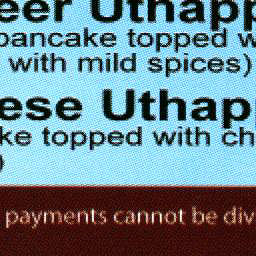 eer Uthapp
pancake topped w
with mild spices)
ese Uthapp
ke topped with ch
)
payments cannot be div